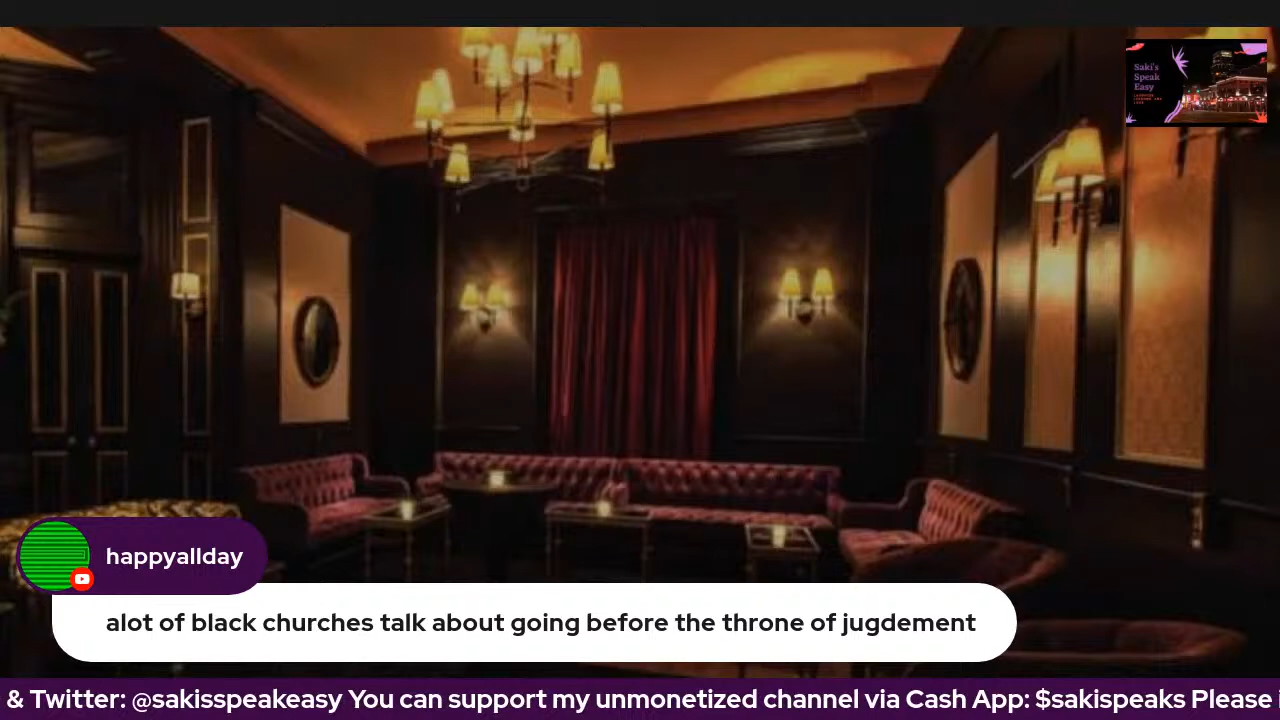 Saki's
Speak
Easy
happyallday
alot of black churches talk about going before the throne of jugdement
& Twitter: @sakisspeakeasy You can support my unmonetized channel via Cash App: $sakispeaks Please